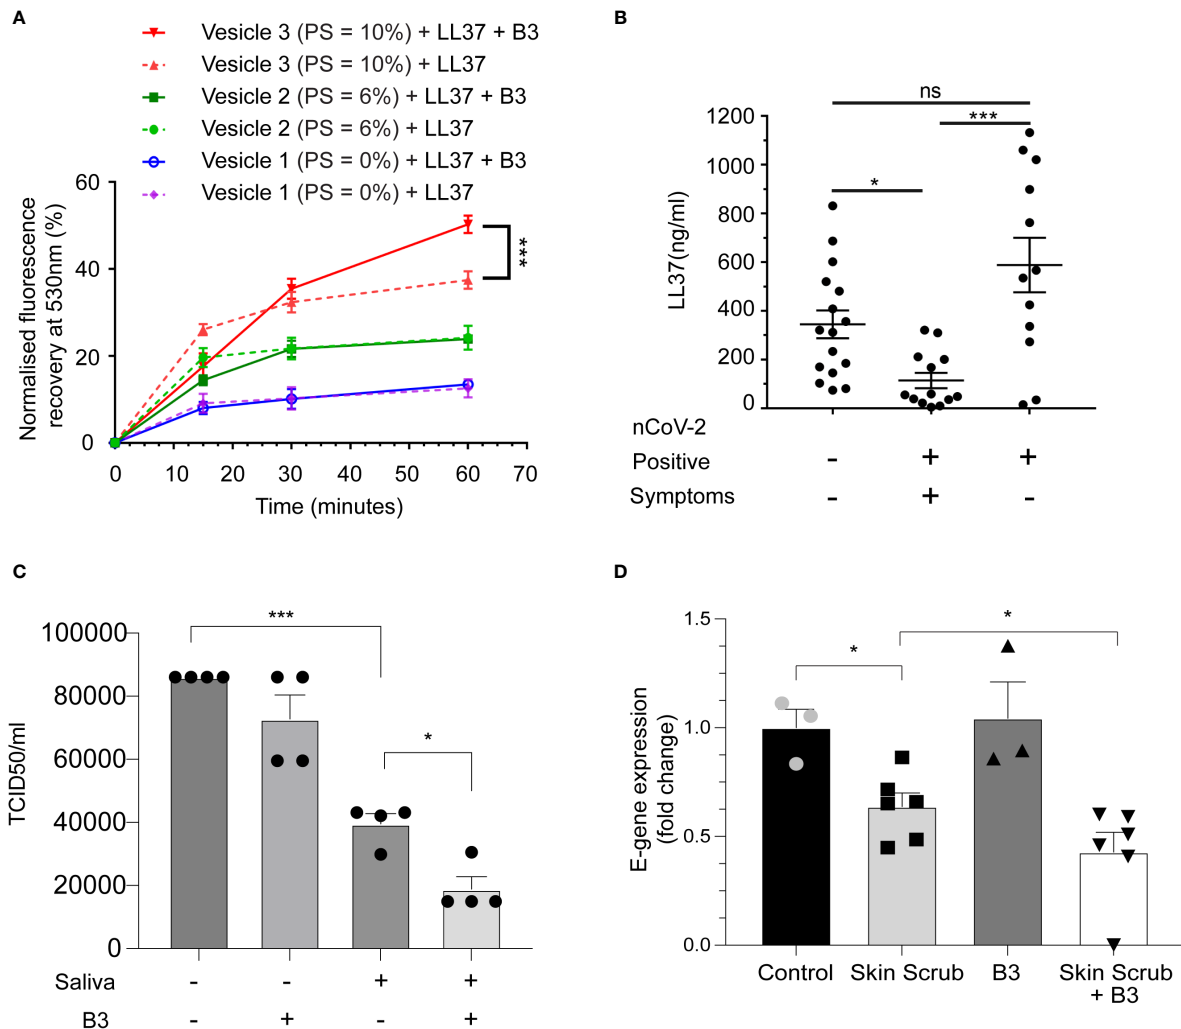 A
Vesicle 3 (PS = 10%) + LL37 + B3
Vesicle 3 (PS = 10%) + LL37
Vesicle 2 (PS = 6%) + LL37 + B3
Vesicle 2 (PS = 6%) + LL37
Vesicle 1 (PS = 0%) + LL37 + B3
Vesicle 1 (PS = 0%) + LL37
Normalised fluorescence
recovery at 530nm (%)
60
40
20
0
***
0 10 20 30 40 50 60 70
Time (minutes)
B
LL37(ng/ml)
1200
1000
800
600
400
200
0
ns
***
*
nCoV-2
Positive - + +
Symptoms - + -
C
TCID50/ml
100000
80000
60000
40000
20000
0
***
*
Saliva - - + +
B3 - + - +
D
E-gene expression
(fold change)
1.5
1.0
0.5
0.0
*
*
Control Skin Scrub B3 Skin Scrub
+ B3